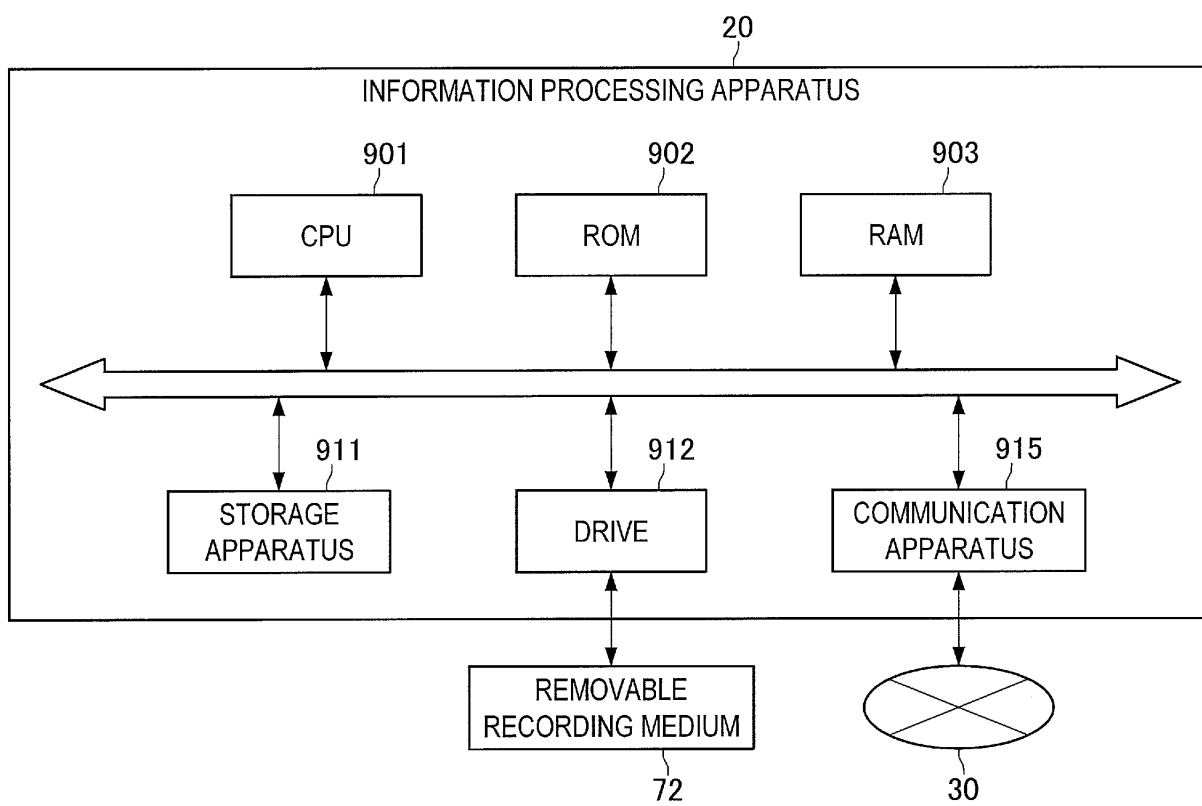 20
INFORMATION PROCESSING APPARATUS
901
902
903
CPU
ROM
RAM
911
912
915
STORAGE
APPARATUS
DRIVE
COMMUNICATION
APPARATUS
REMOVABLE
RECORDING MEDIUM
72
30